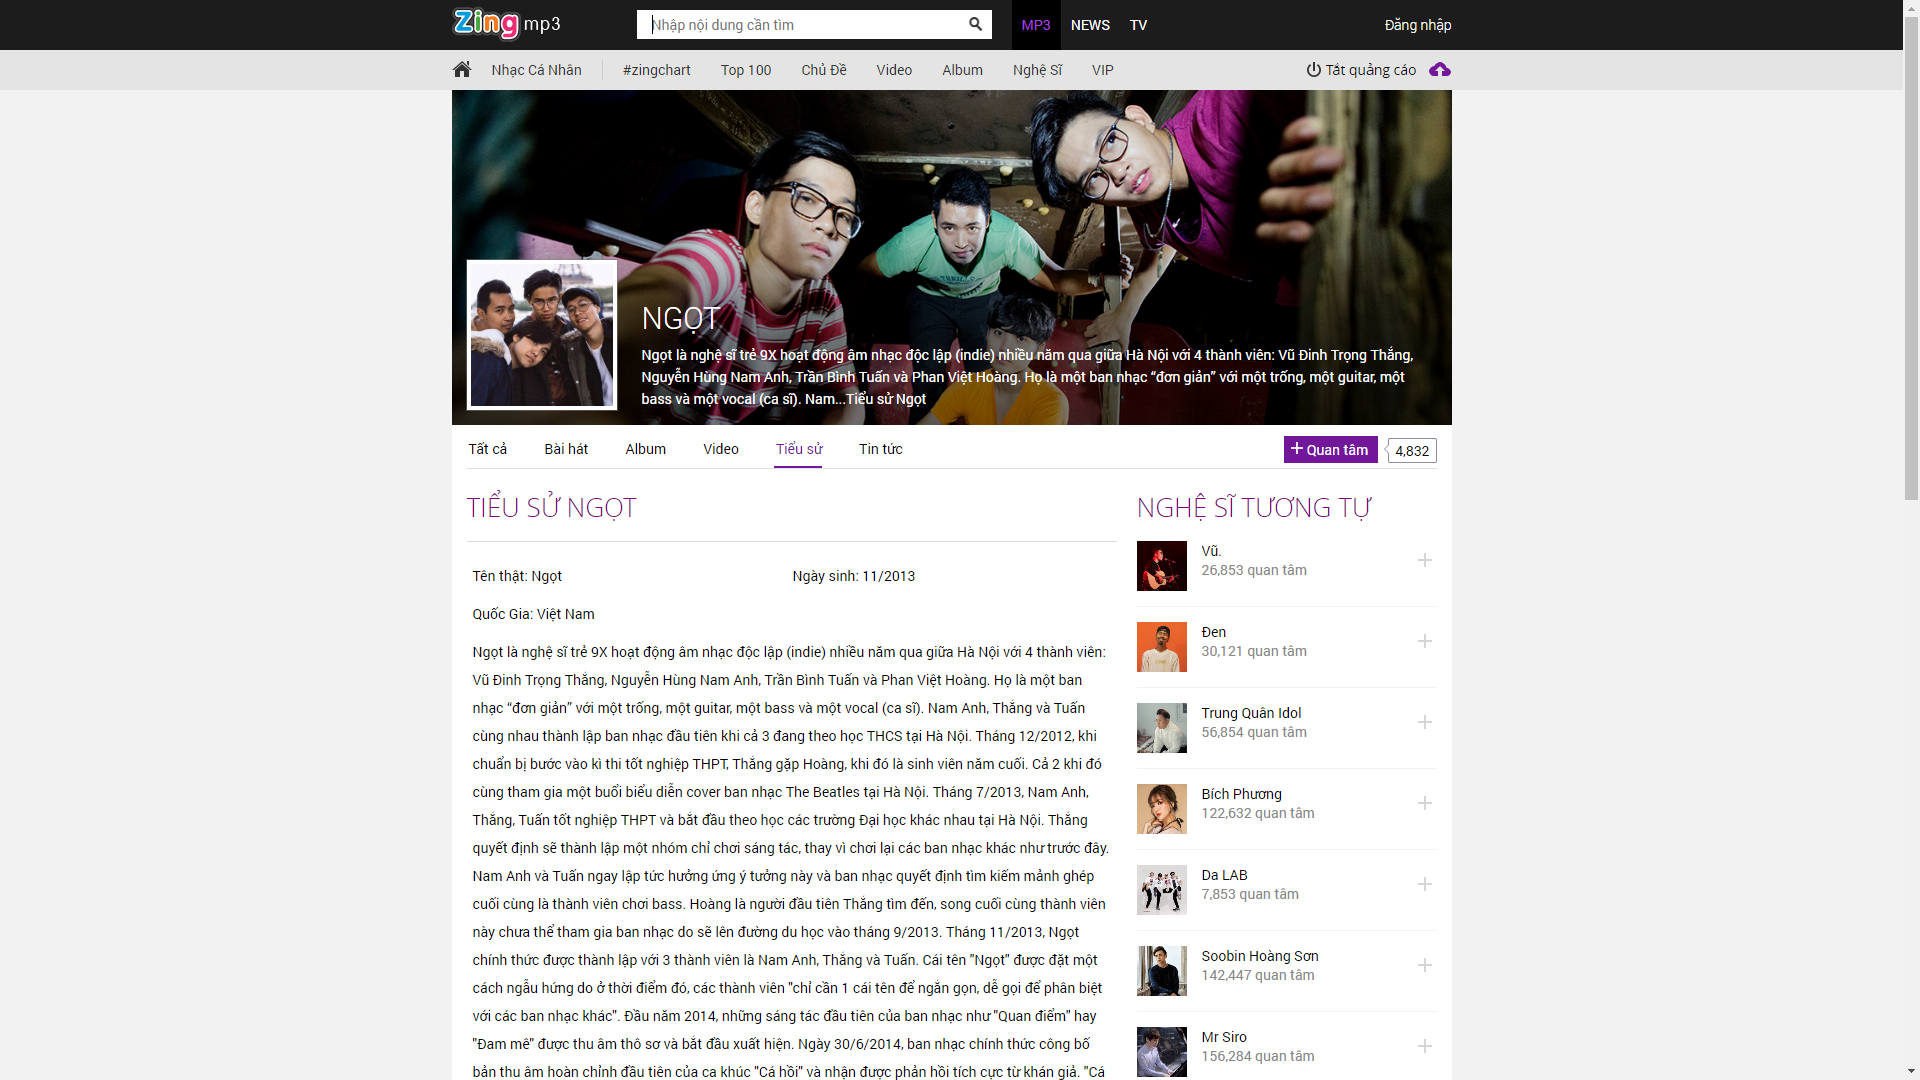 Zing mp3
Nhập nội dung cần tìm
MP3
NEWS
TV
Đăng nhập
Nhạc Cá Nhân
#zingchart
Top 100
Chủ Đề
Video
Album
Nghệ Sĩ
VIP
Tắt quảng cáo
NGỌT
Ngọt là nghệ sĩ trẻ 9X hoạt động âm nhạc độc lập (indie) nhiều năm qua giữa Hà Nội với 4 thành viên: Vũ Đinh Trọng Thắng,
Nguyễn Hùng Nam Anh, Trần Bình Tuấn và Phan Việt Hoàng. Họ là một ban nhạc “đơn giản” với một trống, một guitar, một
bass và một vocal (ca sĩ). Nam...Tiểu sử Ngọt
Tất cả
Bài hát
Album
Video
Tiểu sử
Tin tức
Quan tâm
4,832
TIỂU SỬ NGỌT
Tên thật: Ngọt
Ngày sinh: 11/2013
Quốc Gia: Việt Nam
Ngọt là nghệ sĩ trẻ 9X hoạt động âm nhạc độc lập (indie) nhiều năm qua giữa Hà Nội với 4 thành viên:
Vũ Đinh Trọng Thắng, Nguyễn Hùng Nam Anh, Trần Bình Tuấn và Phan Việt Hoàng. Họ là một ban
nhạc “đơn giản” với một trống, một guitar, một bass và một vocal (ca sĩ). Nam Anh, Thắng và Tuấn
cùng nhau thành lập ban nhạc đầu tiên khi cả 3 đang theo học THCS tại Hà Nội. Tháng 12/2012, khi
chuẩn bị bước vào kì thi tốt nghiệp THPT, Thắng gặp Hoàng, khi đó là sinh viên năm cuối. Cả 2 khi đó
cùng tham gia một buổi biểu diễn cover ban nhạc The Beatles tại Hà Nội. Tháng 7/2013, Nam Anh,
Thắng, Tuấn tốt nghiệp THPT và bắt đầu theo học các trường Đại học khác nhau tại Hà Nội. Thắng
quyết định sẽ thành lập một nhóm chỉ chơi sáng tác, thay vì chơi lại các ban nhạc khác như trước đây.
Nam Anh và Tuấn ngay lập tức hưởng ứng ý tưởng này và ban nhạc quyết định tìm kiếm mảnh ghép
cuối cùng là thành viên chơi bass. Hoàng là người đầu tiên Thắng tìm đến, song cuối cùng thành viên
này chưa thể tham gia ban nhạc do sẽ lên đường du học vào tháng 9/2013. Tháng 11/2013, Ngọt
chính thức được thành lập với 3 thành viên là Nam Anh, Thắng và Tuấn. Cái tên "Ngọt" được đặt một
cách ngẫu hứng do ở thời điểm đó, các thành viên "chỉ cần 1 cái tên để ngắn gọn, dễ gọi để phân biệt
với các ban nhạc khác". Đầu năm 2014, những sáng tác đầu tiên của ban nhạc như "Quan điểm" hay
"Đam mê" được thu âm thô sơ và bắt đầu xuất hiện. Ngày 30/6/2014, ban nhạc chính thức công bố
bản thu âm hoàn chỉnh đầu tiên của ca khúc "Cá hồi" và nhận được phản hồi tích cực từ khán giả. "Cá
NGHỆ SĨ TƯƠNG TỰ
Vũ.
26,853 quan tâm
Đen
30,121 quan tâm
Trung Quân Idol
56,854 quan tâm
Bích Phương
122,632 quan tâm
Da LAB
7,853 quan tâm
Soobin Hoàng Sơn
142,447 quan tâm
Mr Siro
156,284 quan tâm